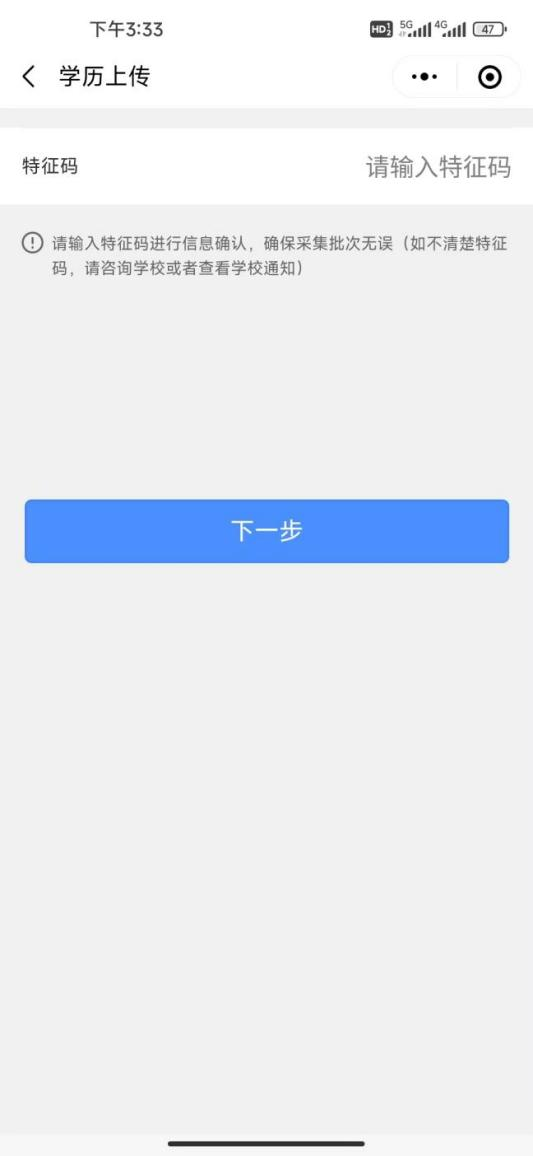 下午3:33
HD 5G 4G 47
学历上传
特征码 请输入特征码
请输入特征码进行信息确认，确保采集批次无误（如不清楚特征
码，请咨询学校或者查看学校通知）
下一步